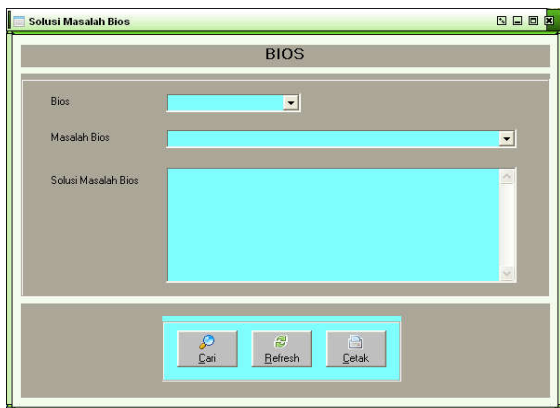 Solusi Masalah Bios
BIOS
Bios
Masalah Bios
Solusi Masalah Bios
Cari
Refresh
Cetak